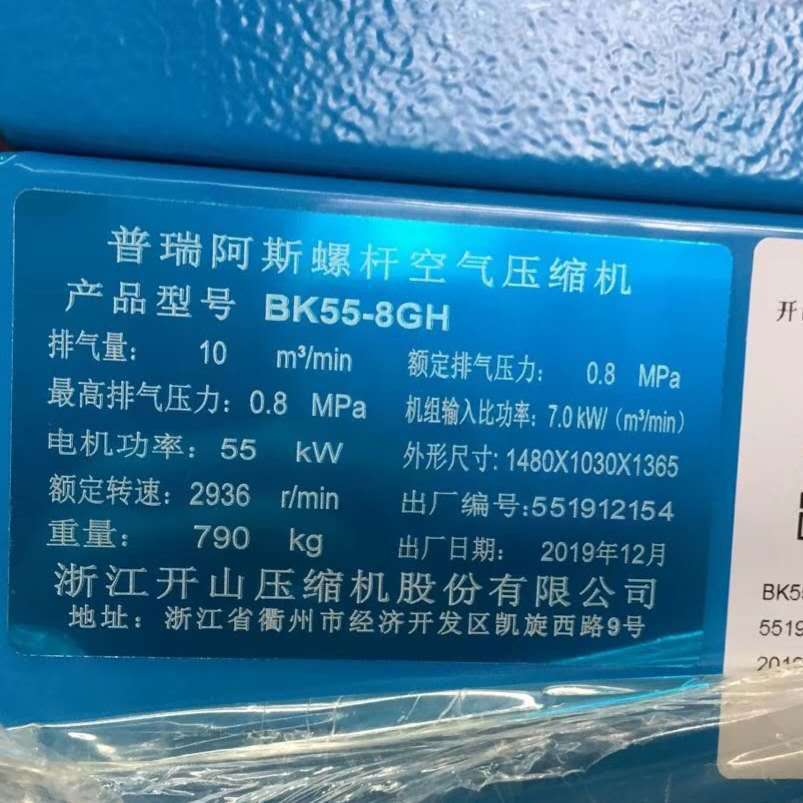 普瑞阿斯螺杆空气压缩机
产品型号 BK55-8GH
排气量: 10 m³/min
额定排气压力: 0.8 MPa
最高排气压力: 0.8 MPa
机组输入比功率: 7.0 kW/(m³/min)
电机功率: 55 kW
外形尺寸: 1480X1030X1365
额定转速: 2936 r/min
出厂编号: 551912154
重量: 790 kg
出厂日期: 2019年12月
浙江开山压缩机股份有限公司
地址: 浙江省衢州市经济开发区凯旋西路9号
开
BK5
5519
2019